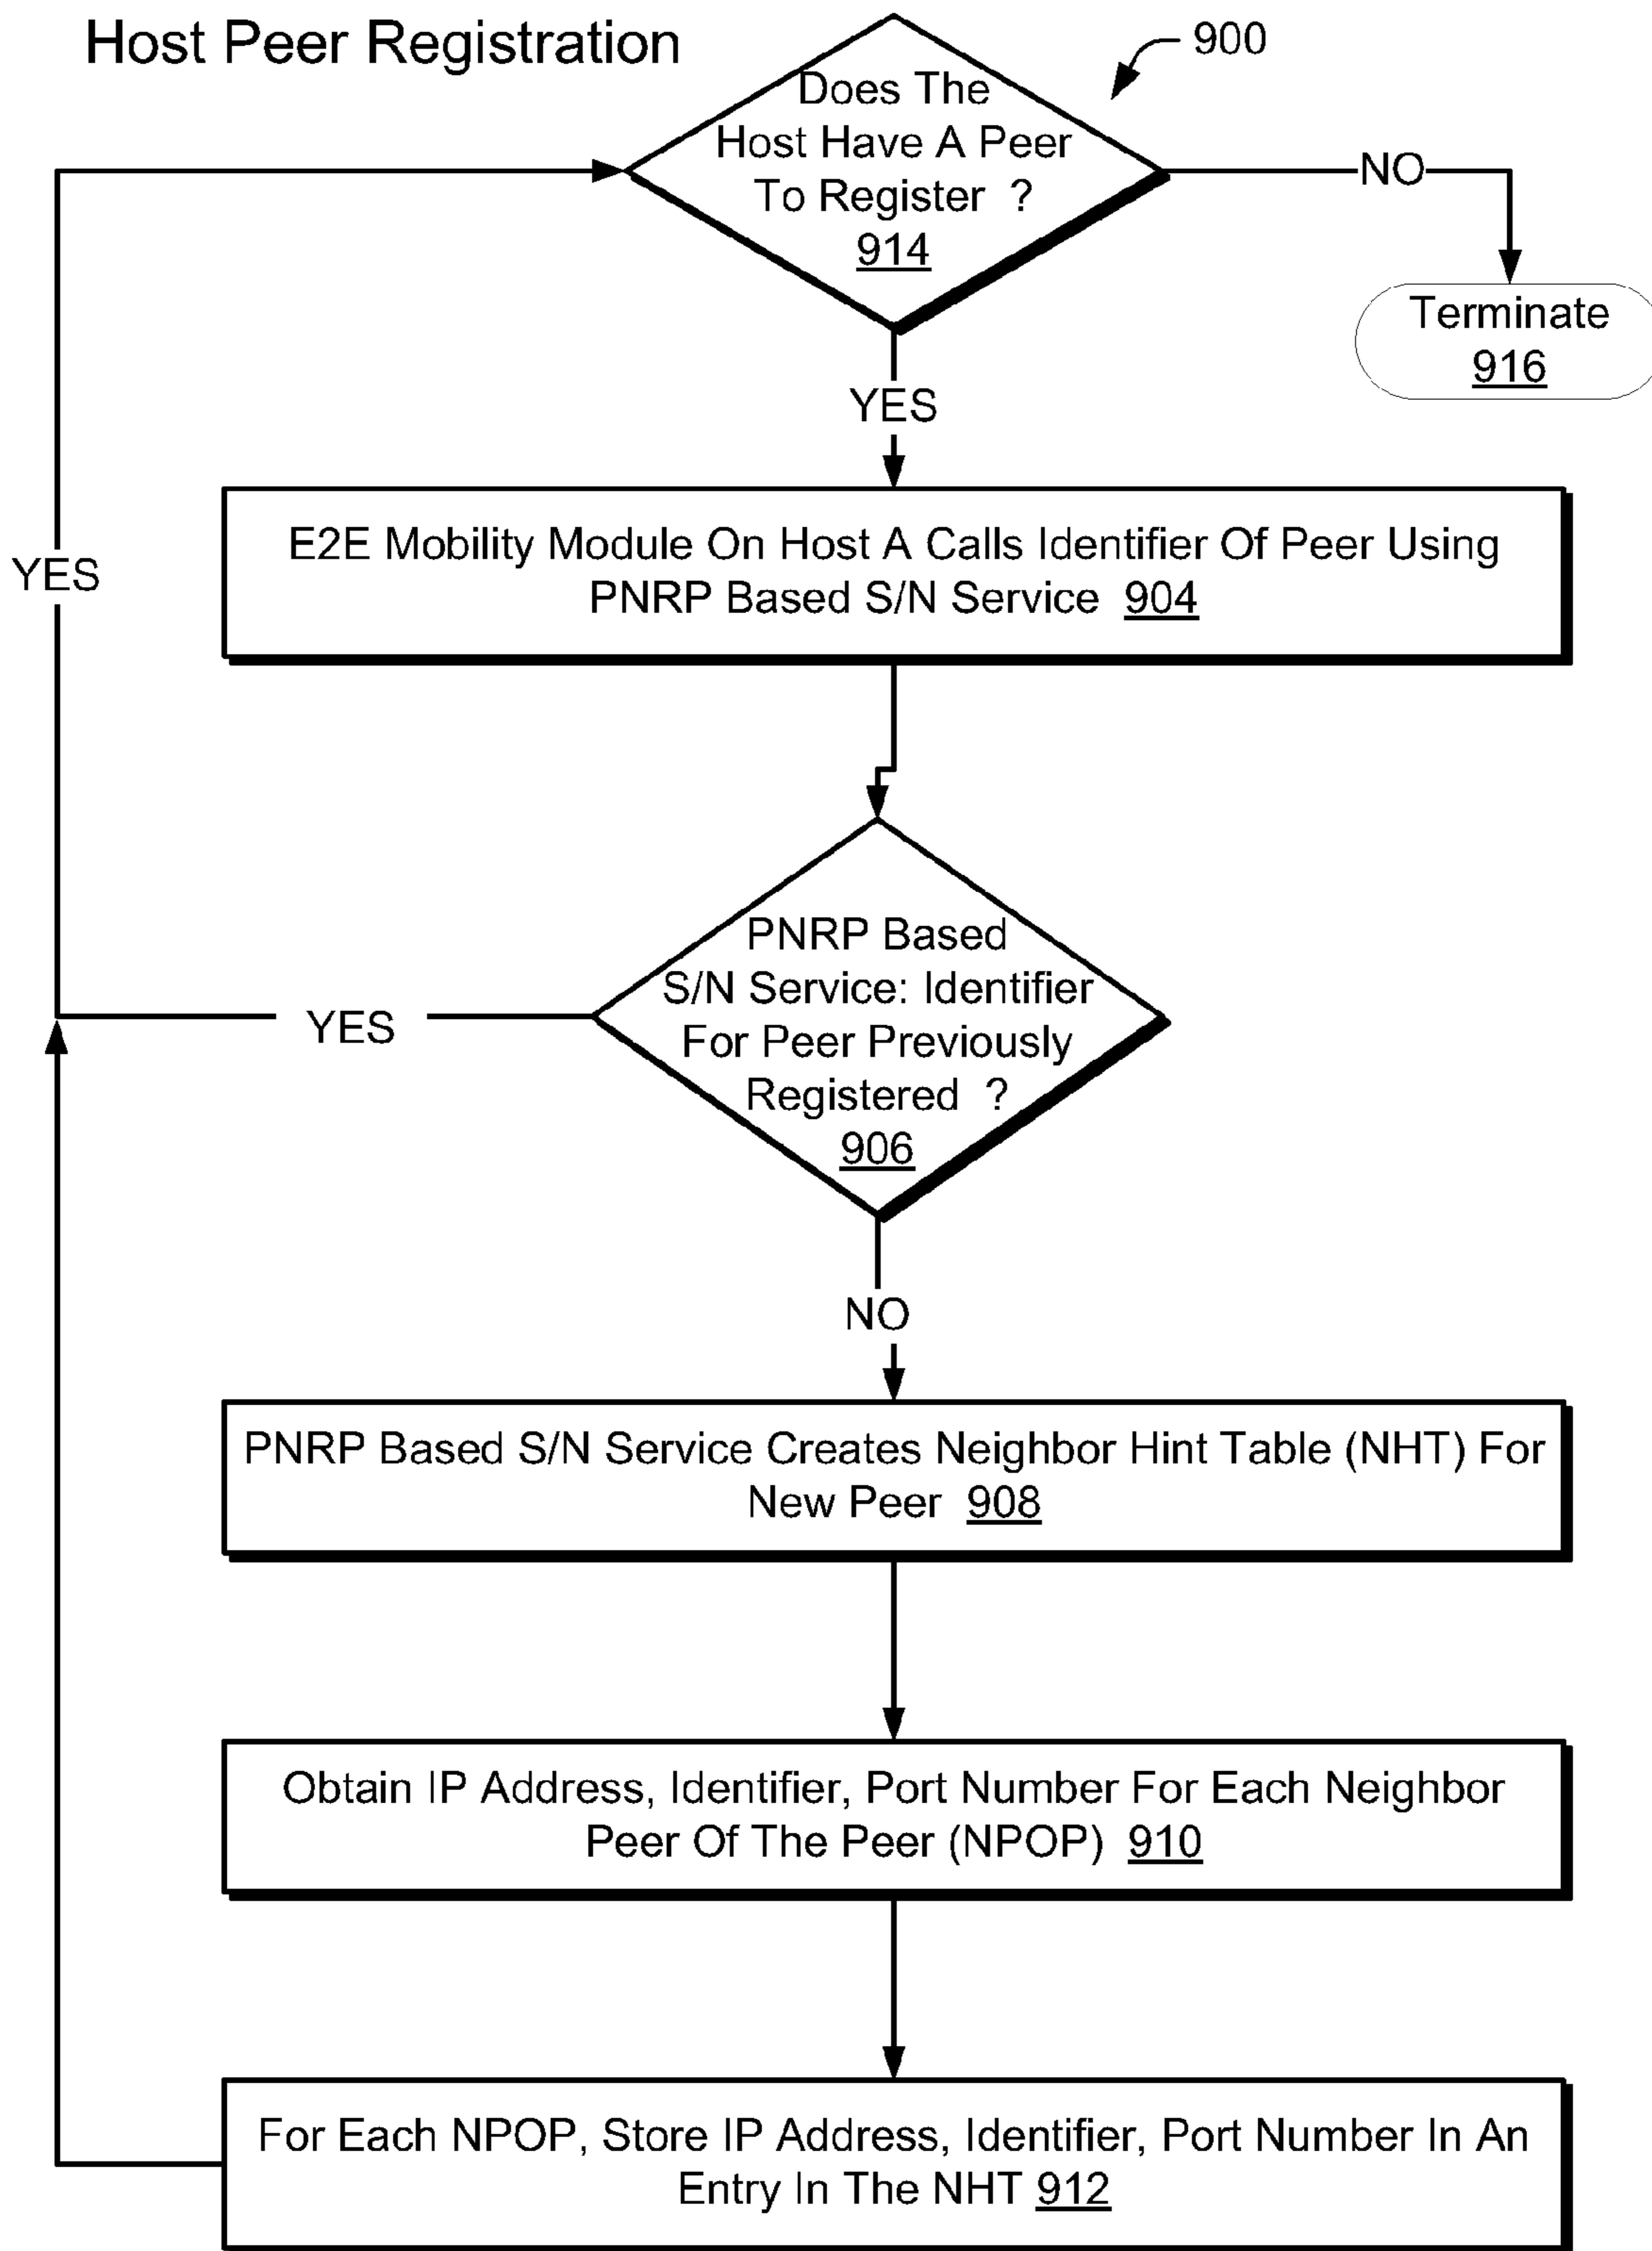 Host Peer Registration
900
Does The
Host Have A Peer
To Register ?
914
NO
Terminate
916
YES
E2E Mobility Module On Host A Calls Identifier Of Peer Using
PNRP Based S/N Service 904
YES
PNRP Based
S/N Service: Identifier
For Peer Previously
Registered ?
906
YES
NO
PNRP Based S/N Service Creates Neighbor Hint Table (NHT) For
New Peer 908
Obtain IP Address, Identifier, Port Number For Each Neighbor
Peer Of The Peer (NPOP) 910
For Each NPOP, Store IP Address, Identifier, Port Number In An
Entry In The NHT 912